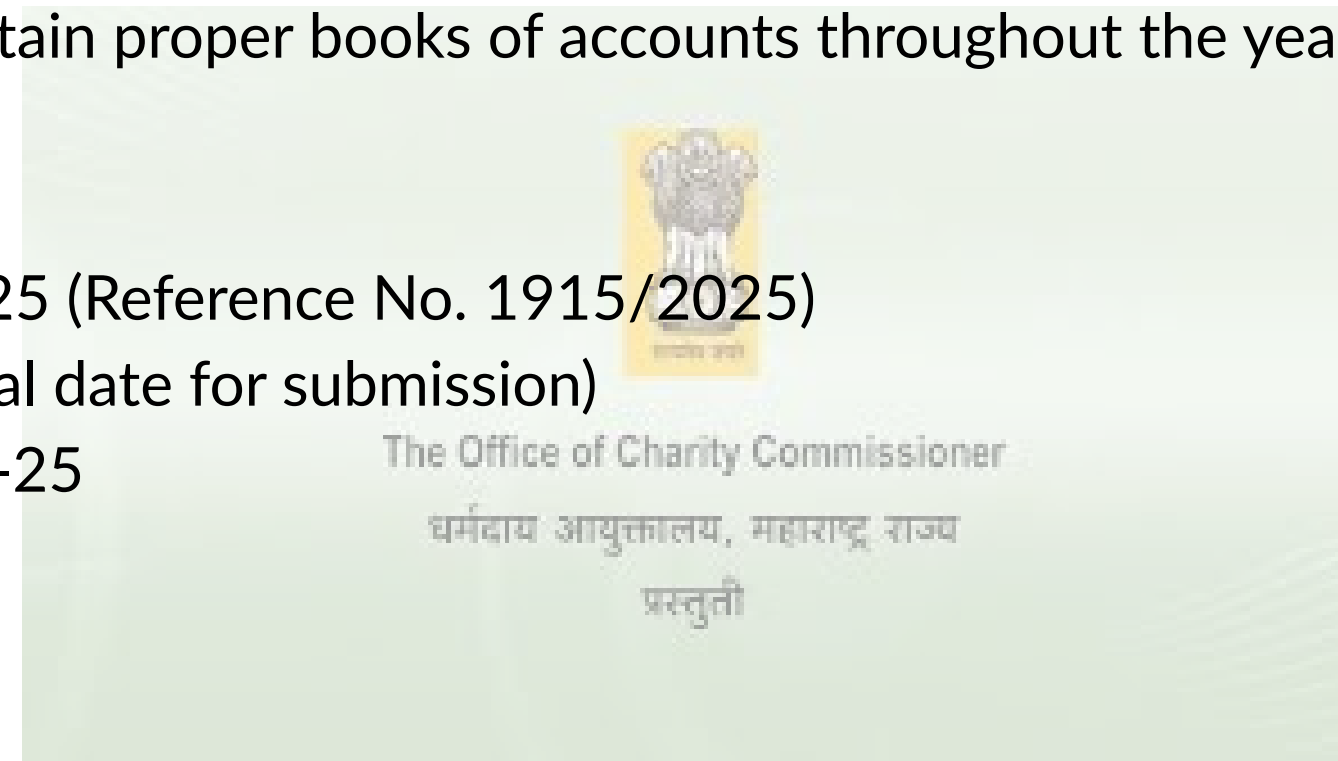 tain proper books of accounts throughout the yea
25 (Reference No. 1915/2025)
al date for submission)
-25
The Office of Charity Commissioner
धर्मदाय आयुक्तालय, महाराष्ट्र राज्य
प्रस्तुती